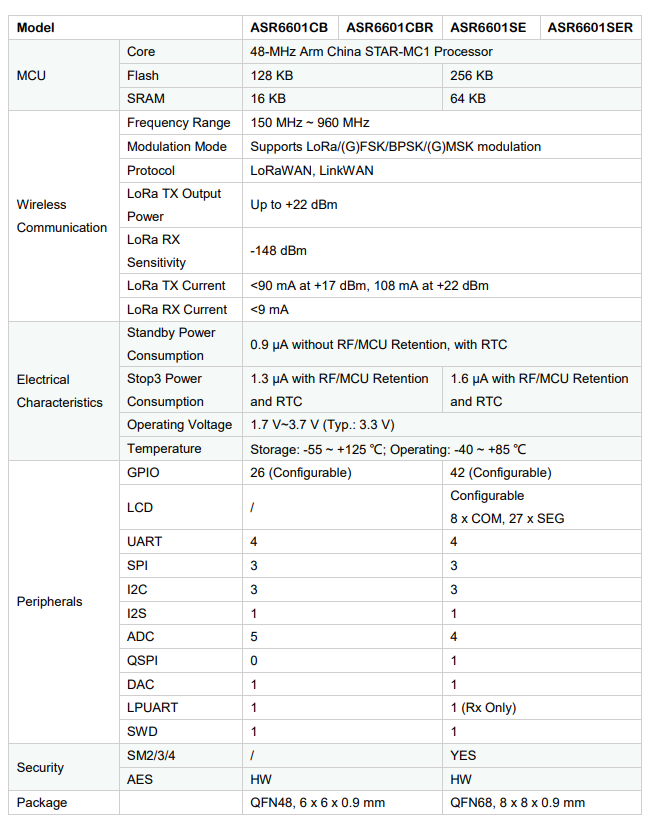 Model ASR6601CB ASR6601CBR ASR6601SE ASR6601SER
MCU
Core 48-MHz Arm China STAR-MC1 Processor
Flash 128 KB 256 KB
SRAM 16 KB 64 KB
Wireless
Communication
Frequency Range 150 MHz ~ 960 MHz
Modulation Mode Supports LoRa/(G)FSK/BPSK/(G)MSK modulation
Protocol LoRaWAN, LinkWAN
LoRa TX Output
Power
Up to +22 dBm
LoRa RX
Sensitivity
-148 dBm
LoRa TX Current <90 mA at +17 dBm, 108 mA at +22 dBm
LoRa RX Current <9 mA
Electrical
Characteristics
Standby Power
Consumption
0.9 μA without RF/MCU Retention, with RTC
Stop3 Power
Consumption
1.3 μA with RF/MCU Retention
and RTC
1.6 μA with RF/MCU Retention
and RTC
Operating Voltage 1.7 V~3.7 V (Typ.: 3.3 V)
Temperature Storage: -55 ~ +125 ℃; Operating: -40 ~ +85 ℃
Peripherals
GPIO 26 (Configurable) 42 (Configurable)
LCD / Configurable
8 x COM, 27 x SEG
UART 4 4
SPI 3 3
I2C 3 3
I2S 1 1
ADC 5 4
QSPI 0 1
DAC 1 1
LPUART 1 1 (Rx Only)
SWD 1 1
Security
SM2/3/4 / YES
AES HW HW
Package QFN48, 6 x 6 x 0.9 mm QFN68, 8 x 8 x 0.9 mm